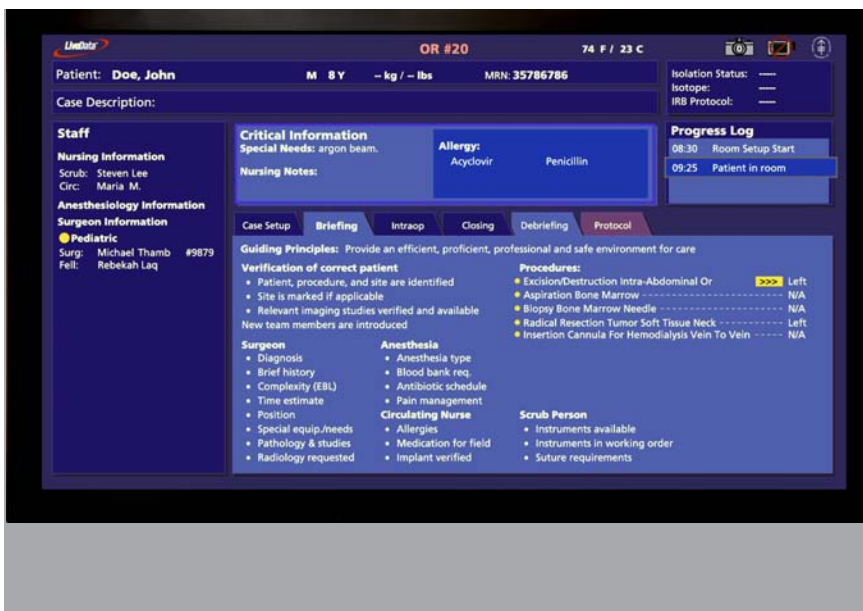 LiveData
OR #20
74 F / 23 C
Patient: Doe, John M 8 Y -- kg / -- lbs MRN: 35786786
Case Description:
Isolation Status: ----
Isotope: ----
IRB Protocol: ----
Staff
Nursing Information
Scrub: Steven Lee
Circ: Maria M.
Anesthesiology Information
Surgeon Information
Pediatric
Surg: Michael Thamb #9879
Fell: Rebekah Laq
Critical Information
Special Needs: argon beam.
Nursing Notes:
Allergy:
Acyclovir Penicillin
Progress Log
08:30 Room Setup Start
09:25 Patient in room
Case Setup Briefing Intraop Closing Debriefing Protocol
Guiding Principles: Provide an efficient, proficient, professional and safe environment for care
Verification of correct patient
• Patient, procedure, and site are identified
• Site is marked if applicable
• Relevant imaging studies verified and available
New team members are introduced
Procedures:
Excision/Destruction Intra-Abdominal Or >>> Left
Aspiration Bone Marrow ---- N/A
Biopsy Bone Marrow Needle ---- N/A
Radical Resection Tumor Soft Tissue Neck ---- Left
Insertion Cannula For Hemodialysis Vein To Vein ---- N/A
Surgeon
• Diagnosis
• Brief history
• Complexity (EBL)
• Time estimate
• Position
• Special equip./needs
• Pathology & studies
• Radiology requested
Anesthesia
• Anesthesia type
• Blood bank req.
• Antibiotic schedule
• Pain management
Circulating Nurse
• Allergies
• Medication for field
• Implant verified
Scrub Person
• Instruments available
• Instruments in working order
• Suture requirements